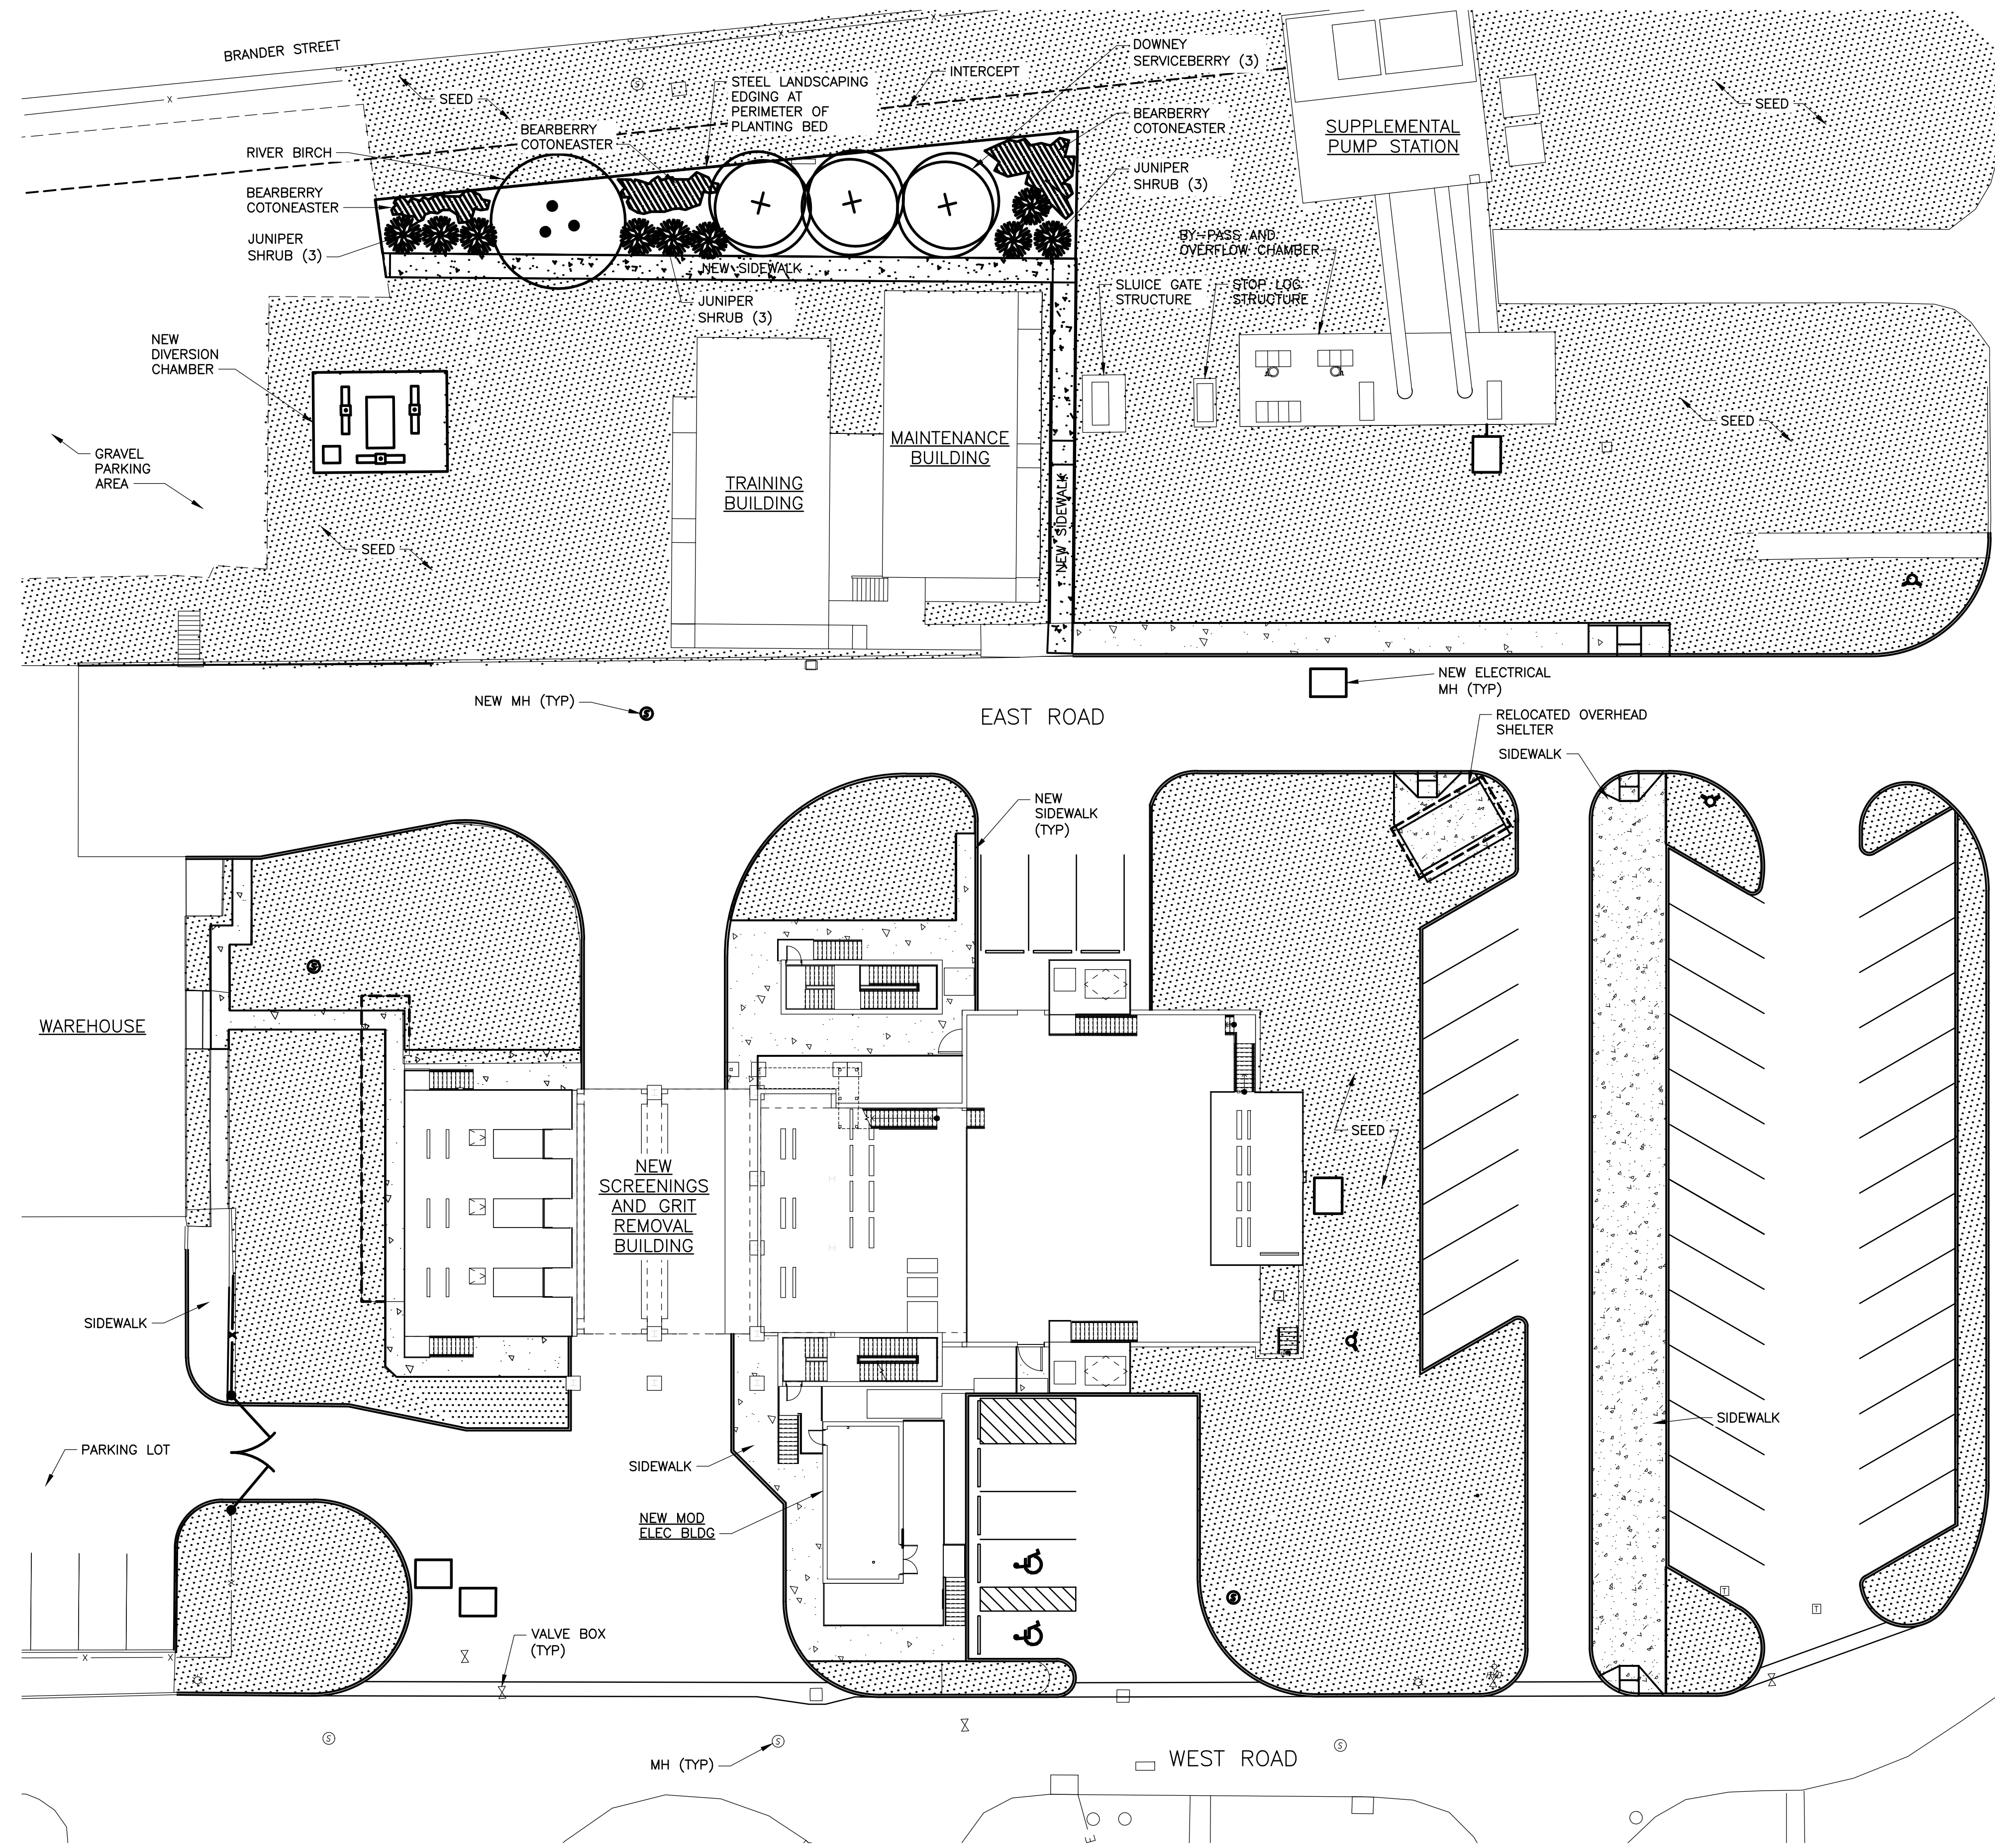 BRANDER STREET
SEED
BEARBERRY
COTONEASTER
STEEL LANDSCAPING
EDGING AT
PERIMETER OF
PLANTING BED
INTERCEPT
DOWNEY
SERVICEBERRY (3)
BEARBERRY
COTONEASTER
SUPPLEMENTAL
PUMP STATION
SEED
RIVER BIRCH
BEARBERRY
COTONEASTER
JUNIPER
SHRUB (3)
JUNIPER
SHRUB (3)
NEW SIDEWALK
JUNIPER
SHRUB (3)
BY-PASS AND
OVERFLOW CHAMBER
SLUICE GATE
STRUCTURE
STOP LOG
STRUCTURE
NEW
DIVERSION
CHAMBER
GRAVEL
PARKING
AREA
TRAINING
BUILDING
MAINTENANCE
BUILDING
NEW SIDEWALK
SEED
SEED
NEW MH (TYP)
EAST ROAD
NEW ELECTRICAL
MH (TYP)
RELOCATED OVERHEAD
SHELTER
SIDEWALK
NEW
SIDEWALK
(TYP)
WAREHOUSE
NEW
SCREENINGS
AND GRIT
REMOVAL
BUILDING
SEED
SIDEWALK
PARKING LOT
SIDEWALK
NEW MOD
ELEC BLDG
SIDEWALK
VALVE BOX
(TYP)
MH (TYP)
WEST ROAD